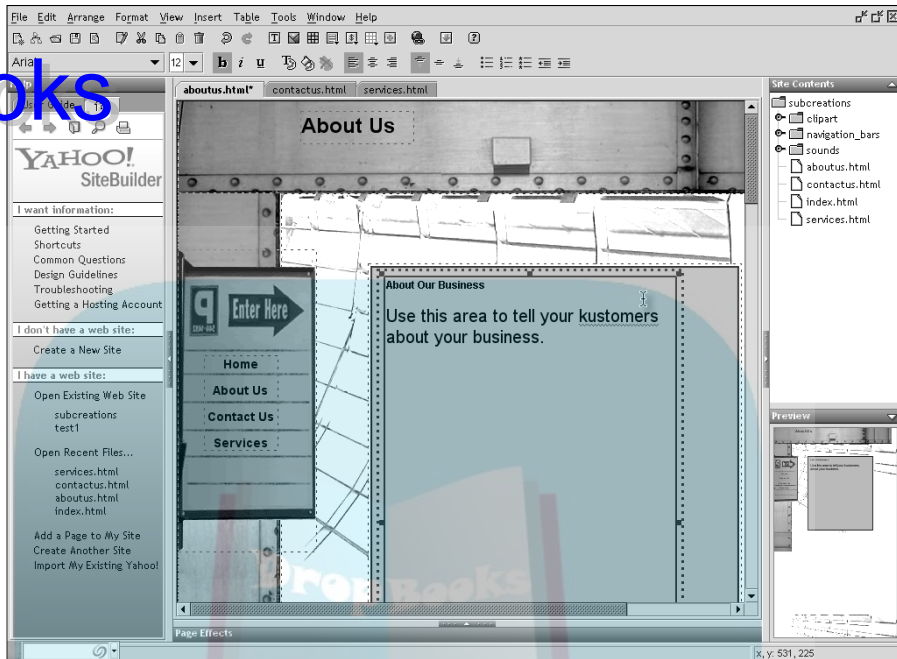 File Edit Arrange Format View Insert Table Tools Window Help
12 b i u
oks
aboutus.html* contactus.html services.html
YAHOO!
SiteBuilder
I want information:
Getting Started
Shortcuts
Common Questions
Design Guidelines
Troubleshooting
Getting a Hosting Account
I don't have a web site:
Create a New Site
I have a web site:
Open Existing Web Site
subcreations
test1
Open Recent Files...
services.html
contactus.html
aboutus.html
index.html
Add a Page to My Site
Create Another Site
Import My Existing Yahoo!
About Us
Enter Here
Home
About Us
Contact Us
Services
About Our Business
Use this area to tell your kustomers
about your business.
DropBooks
Page Effects
Site Contents
subcreations
clipart
navigation_bars
sounds
aboutus.html
contactus.html
index.html
services.html
Preview
x, y: 531, 225